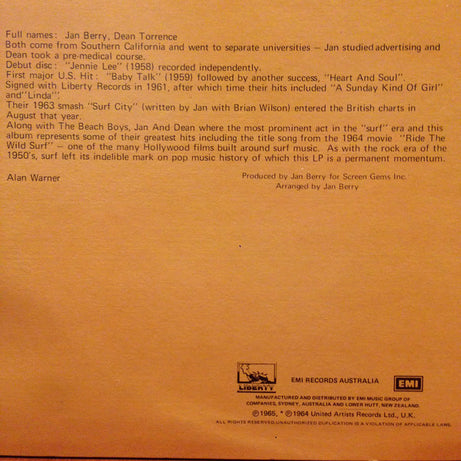 Full names: Jan Berry, Dean Torrence
Both come from Southern California and went to separate universities – Jan studied advertising and
Dean took a pre-medical course.
Debut disc: "Jennie Lee" (1958) recorded independently.
First major U.S. Hit: "Baby Talk" (1959) followed by another success, "Heart And Soul".
Signed with Liberty Records in 1961, after which time their hits included "A Sunday Kind Of Girl"
and "Linda".
Their 1963 smash "Surf City" (written by Jan with Brian Wilson) entered the British charts in
August that year.
Along with The Beach Boys, Jan And Dean where the most prominent act in the "surf" era and this
album represents some of their greatest hits including the title song from the 1964 movie "Ride The
Wild Surf" – one of the many Hollywood films built around surf music. As with the rock era of the
1950's, surf left its indelible mark on pop music history of which this LP is a permanent momentum.
Alan Warner
Produced by Jan Berry for Screen Gems Inc.
Arranged by Jan Berry
LIBERTY
EMI RECORDS AUSTRALIA
EMI
MANUFACTURED AND DISTRIBUTED BY EMI MUSIC GROUP OF
COMPANIES, SYDNEY, AUSTRALIA AND LOWER HUTT, NEW ZEALAND.
Ⓟ1965, * Ⓟ1964 United Artists Records Ltd., U.K.
ALL RIGHTS RESERVED.UNAUTHORIZED DUPLICATION IS A VIOLATION OF APPLICABLE LAWS.